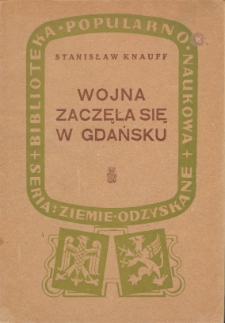 BIBLIOTEKA·POPULARNO·NAUKOWA
STANISŁAW KNAUFF
WOJNA
ZACZĘŁA SIĘ
W GDAŃSKU
SERIA: ZIEMIE·ODZYSKANE